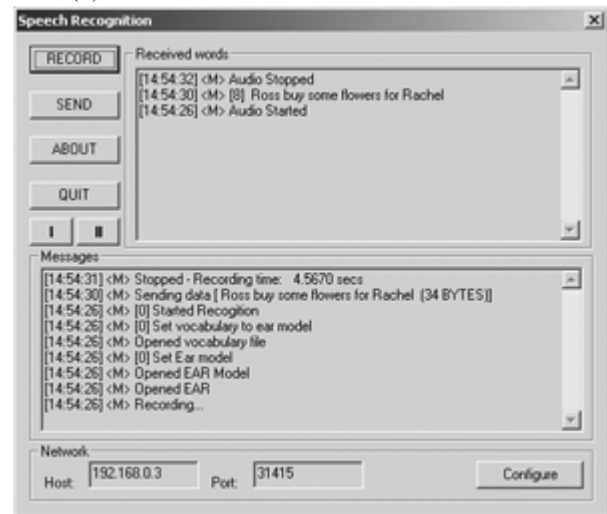 Speech Recognition
RECORD
SEND
ABOUT
QUIT
I II
Received words
[14:54:32] <M> Audio Stopped
[14:54:30] <M> [8] Ross buy some flowers for Rachel
[14:54:26] <M> Audio Started
Messages
[14:54:31] <M> Stopped - Recording time: 4.5670 secs
[14:54:30] <M> Sending data [ Ross buy some flowers for Rachel (34 BYTES)]
[14:54:26] <M> [0] Started Recogition
[14:54:26] <M> [0] Set vocabulary to ear model
[14:54:26] <M> Opened vocabulary file
[14:54:26] <M> [0] Set Ear model
[14:54:26] <M> Opened EAR Model
[14:54:26] <M> Opened EAR
[14:54:26] <M> Recording...
Network
Host: 192.168.0.3 Port: 31415 Configure